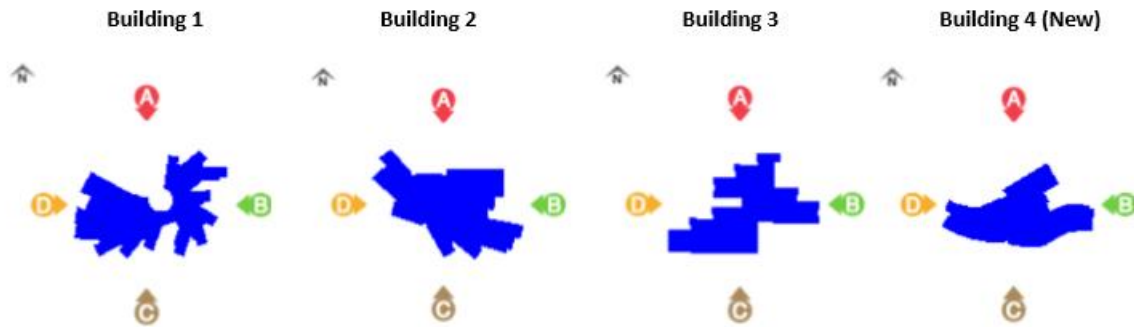 Building 1 Building 2 Building 3 Building 4 (New)
N N N N
A A A A
D B D B D B D B
C C C C